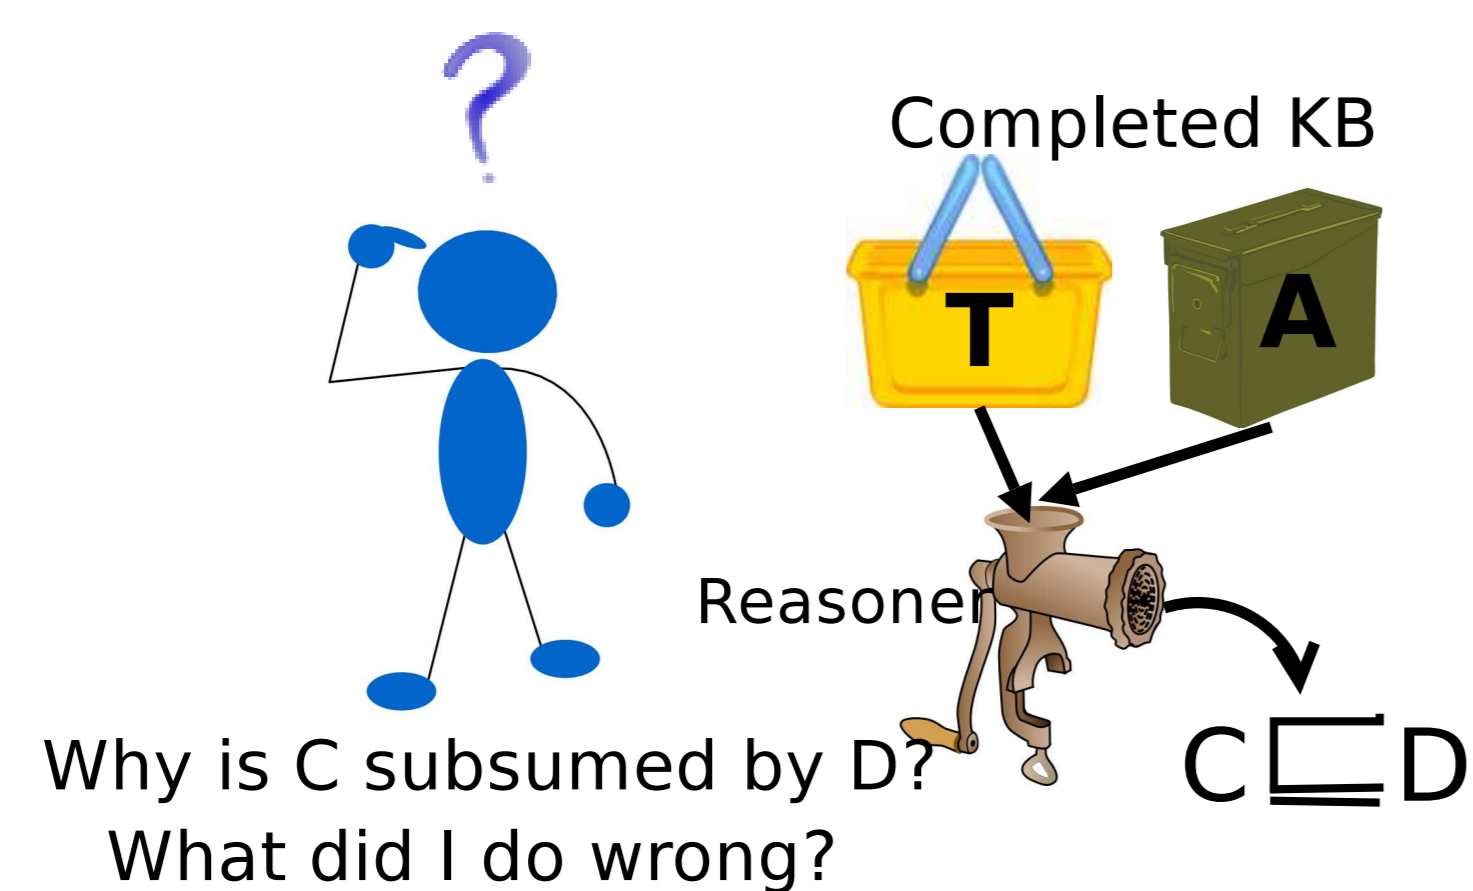 ?
Completed KB
T
A
Reasoner
C ⊑ D
Why is C subsumed by D?
What did I do wrong?